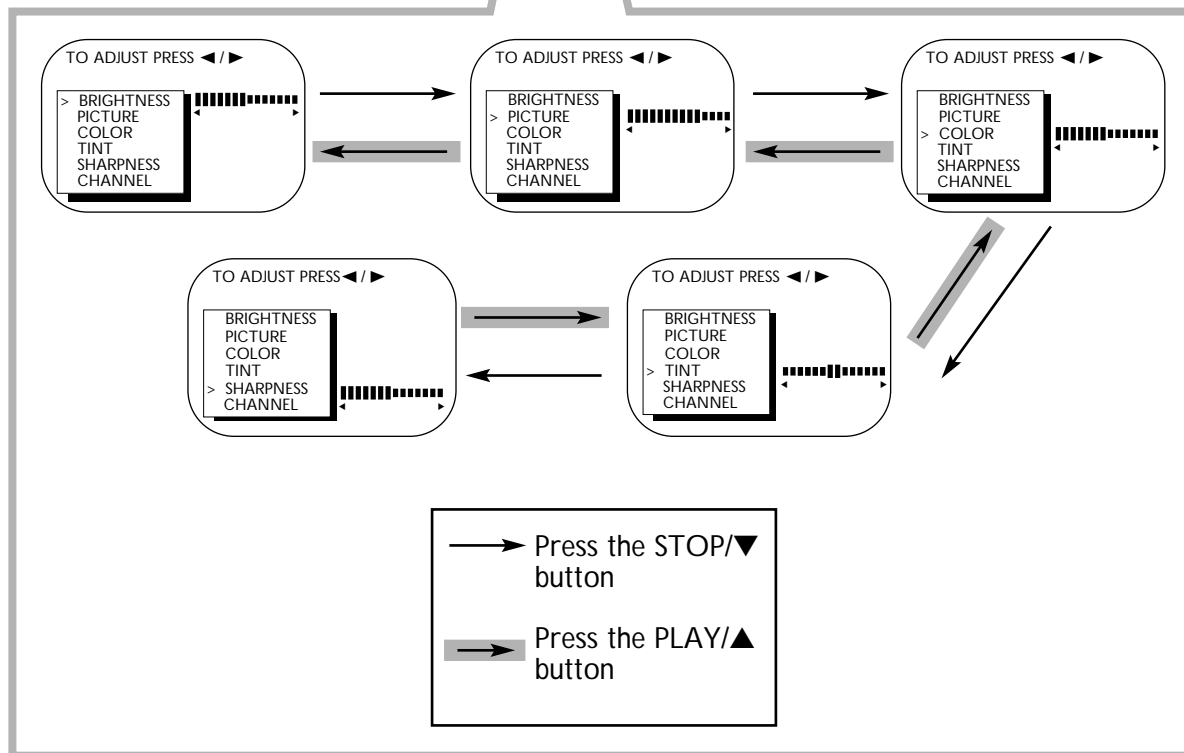 TO ADJUST PRESS ◄ / ►
> BRIGHTNESS
PICTURE
COLOR
TINT
SHARPNESS
CHANNEL
TO ADJUST PRESS ◄ / ►
BRIGHTNESS
> PICTURE
COLOR
TINT
SHARPNESS
CHANNEL
TO ADJUST PRESS ◄ / ►
BRIGHTNESS
PICTURE
> COLOR
TINT
SHARPNESS
CHANNEL
TO ADJUST PRESS ◄ / ►
BRIGHTNESS
PICTURE
COLOR
TINT
> SHARPNESS
CHANNEL
TO ADJUST PRESS ◄ / ►
BRIGHTNESS
PICTURE
COLOR
> TINT
SHARPNESS
CHANNEL
Press the STOP/▼
button
Press the PLAY/▲
button